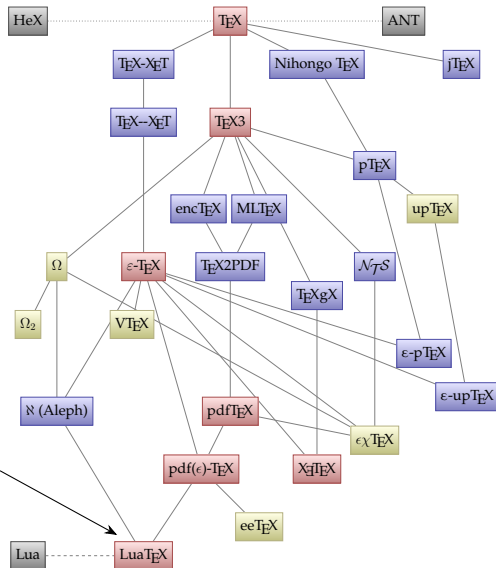 HeX TEX ANT
TEX-XET Nihongo TEX jTEX
TEX--XET TEX3
pTEX
encTEX MLTEX upTEX
Ω ε-TEX TEX2PDF NTS
TEXgX
Ω2 VTEX
ε-pTEX
ε-upTEX
ℵ (Aleph) pdfTEX
ϵχTEX
pdf(ϵ)-TEX XƎTEX
eeTEX
Lua LuaTEX